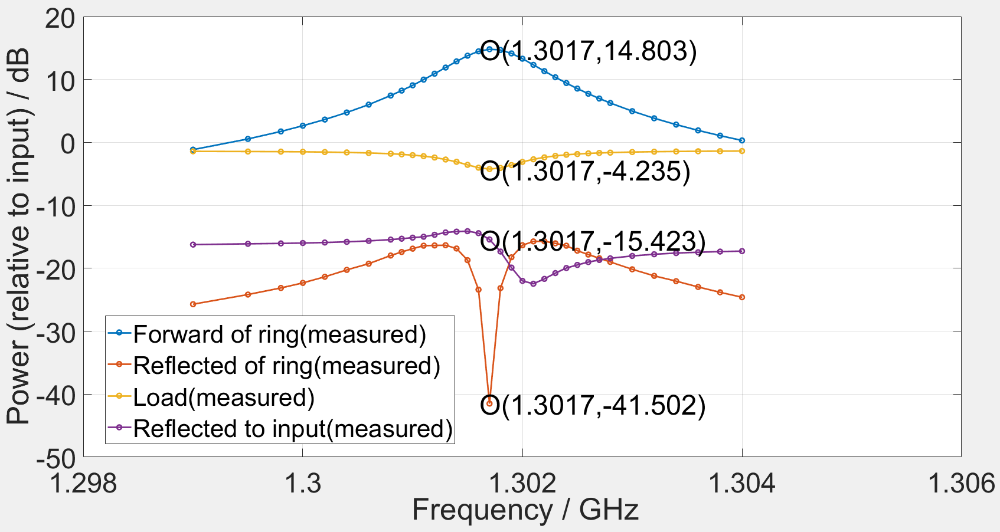 Power (relative to input) / dB
20
10
0
-10
-20
-30
-40
-50
O(1.3017,14.803)
O(1.3017,-4.235)
O(1.3017,-15.423)
O(1.3017,-41.502)
Forward of ring(measured)
Reflected of ring(measured)
Load(measured)
Reflected to input(measured)
1.298 1.3 1.302 1.304 1.306
Frequency / GHz